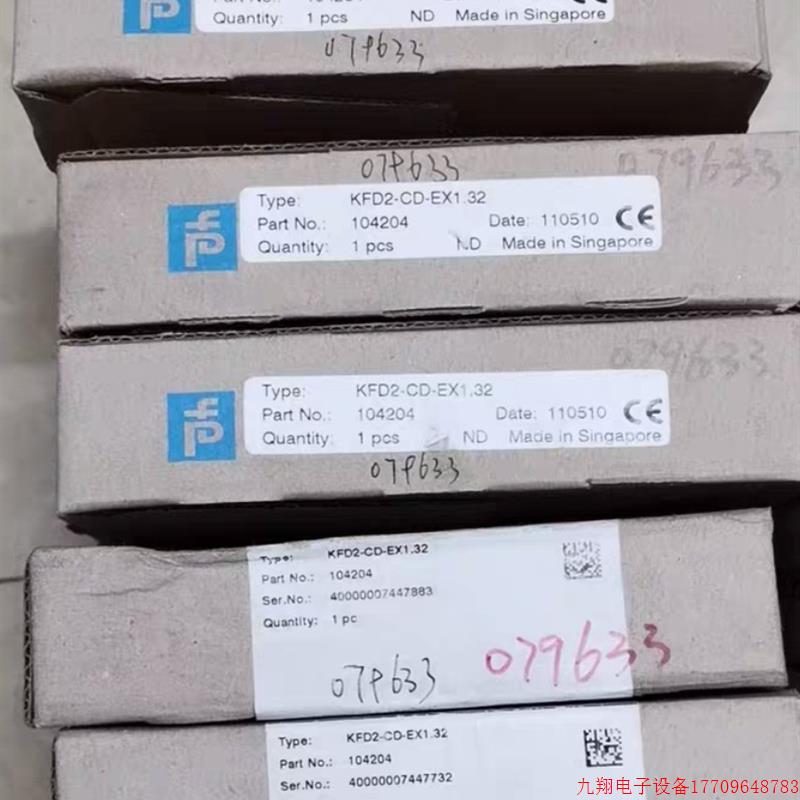 Quantity: 1 pcs ND Made in Singapore
079633
079633
079633
Type: KFD2-CD-EX1.32
Part No.: 104204 Date: 110510 CE
Quantity: 1 pcs ND Made in Singapore
079633
Type: KFD2-CD-EX1.32
Part No.: 104204 Date: 110510 CE
Quantity: 1 pcs ND Made in Singapore
079633
Type: KFD2-CD-EX1.32
Part No.: 104204
Ser.No.: 40000007447883
Quantity: 1 pc
079633
079633
Type: KFD2-CD-EX1.32
Part No.: 104204
Ser.No.: 40000007447732
九翔电子设备17709648783